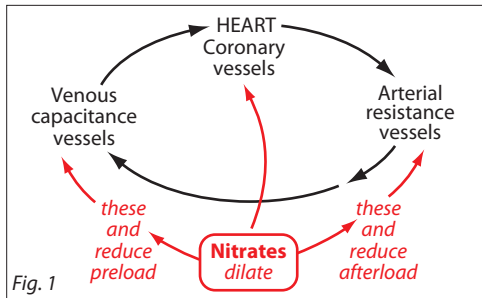 HEART
Coronary
vessels
Venous
capacitance
vessels
Arterial
resistance
vessels
these
and
reduce
preload
Nitrates
dilate
these
and
reduce
afterload
Fig. 1